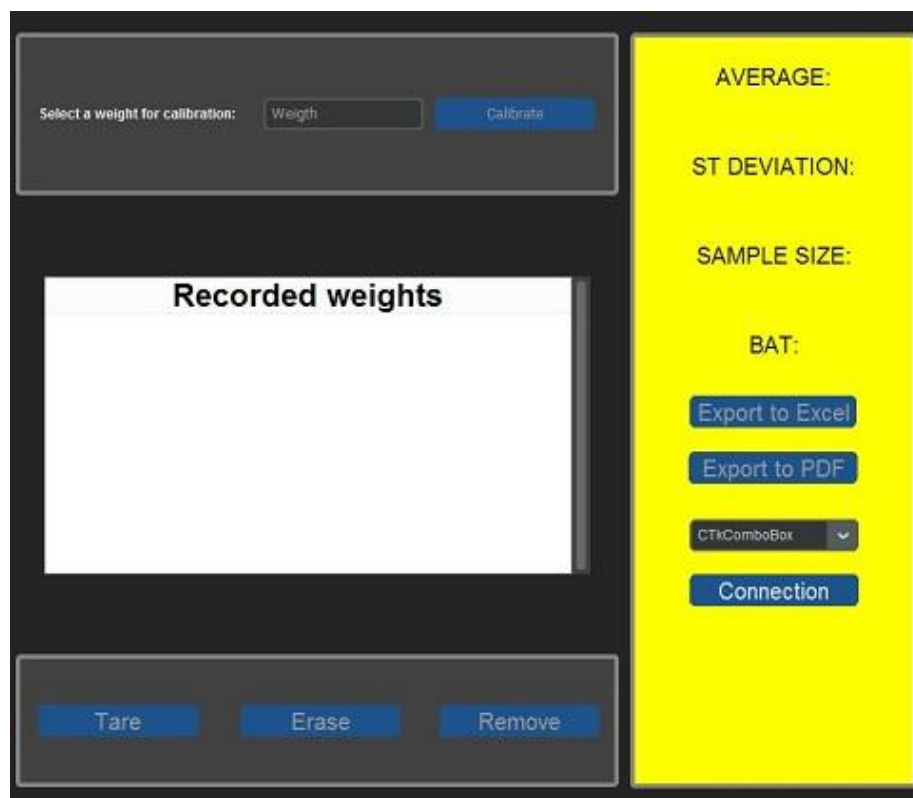 Select a weight for calibration:
Weigth
Calibrate
Recorded weights
Tare
Erase
Remove
AVERAGE:
ST DEVIATION:
SAMPLE SIZE:
BAT:
Export to Excel
Export to PDF
CTkComboBox
Connection